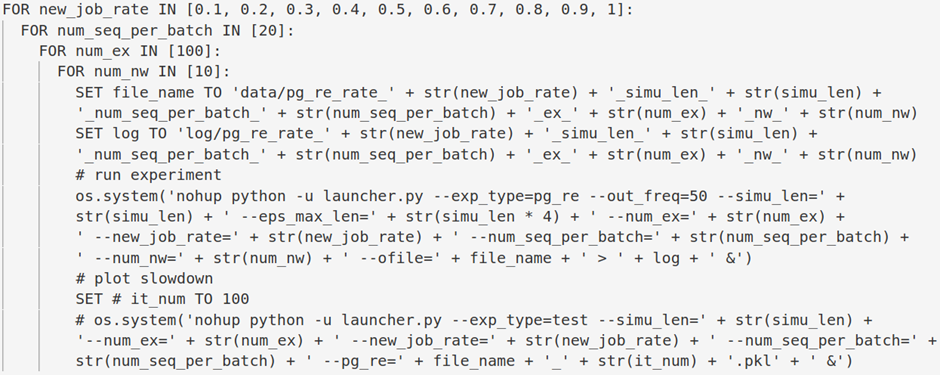 FOR new_job_rate IN [0.1, 0.2, 0.3, 0.4, 0.5, 0.6, 0.7, 0.8, 0.9, 1]:
FOR num_seq_per_batch IN [20]:
FOR num_ex IN [100]:
FOR num_nw IN [10]:
SET file_name TO 'data/pg_re_rate_' + str(new_job_rate) + '_simu_len_' + str(simu_len) +
'_num_seq_per_batch_' + str(num_seq_per_batch) + '_ex_' + str(num_ex) + '_nw_' + str(num_nw)
SET log TO 'log/pg_re_rate_' + str(new_job_rate) + '_simu_len_' + str(simu_len) +
'_num_seq_per_batch_' + str(num_seq_per_batch) + '_ex_' + str(num_ex) + '_nw_' + str(num_nw)
# run experiment
os.system('nohup python -u launcher.py --exp_type=pg_re --out_freq=50 --simu_len=' +
str(simu_len) + ' --eps_max_len=' + str(simu_len * 4) + ' --num_ex=' + str(num_ex) +
' --new_job_rate=' + str(new_job_rate) + ' --num_seq_per_batch=' + str(num_seq_per_batch) +
' --num_nw=' + str(num_nw) + ' --ofile=' + file_name + ' > ' + log + ' &')
# plot slowdown
SET # it_num TO 100
# os.system('nohup python -u launcher.py --exp_type=test --simu_len=' + str(simu_len) +
'--num_ex=' + str(num_ex) + ' --new_job_rate=' + str(new_job_rate) + ' --num_seq_per_batch=' +
str(num_seq_per_batch) + ' --pg_re=' + file_name + '_' + str(it_num) + '.pkl' + ' &')